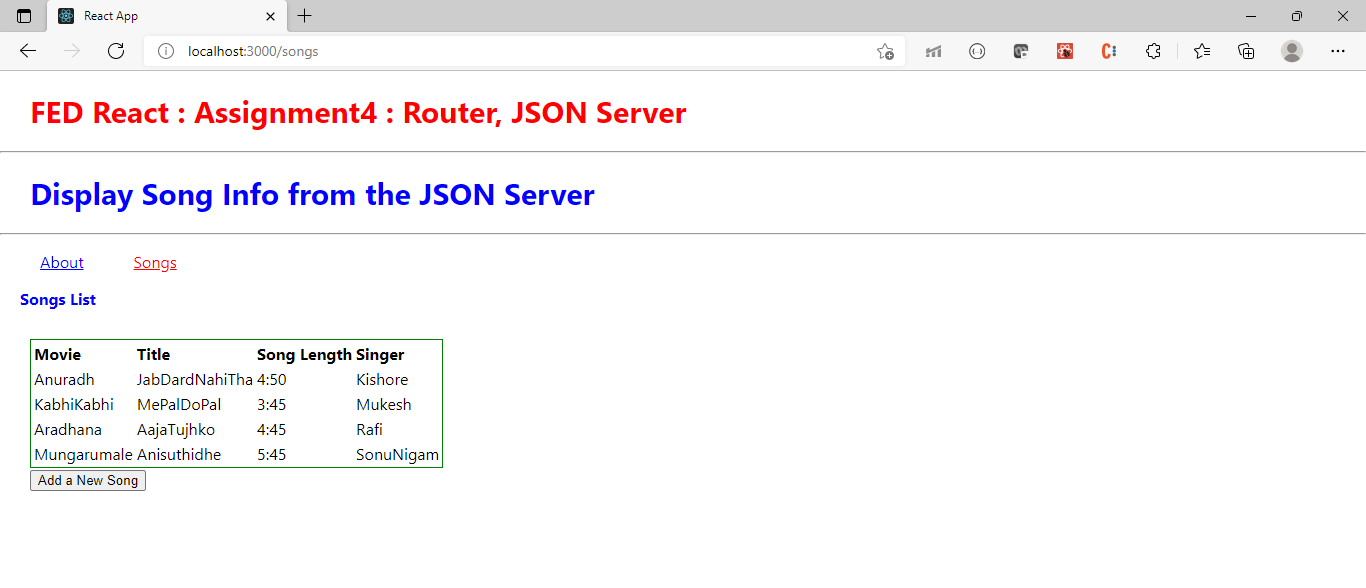 React App
localhost:3000/songs
FED React : Assignment4 : Router, JSON Server
Display Song Info from the JSON Server
About Songs
Songs List
Movie Title Song Length Singer
Anuradh JabDardNahiTha 4:50 Kishore
KabhiKabhi MePalDoPal 3:45 Mukesh
Aradhana AajaTujhko 4:45 Rafi
Mungarumale Anisuthidhe 5:45 SonuNigam
Add a New Song